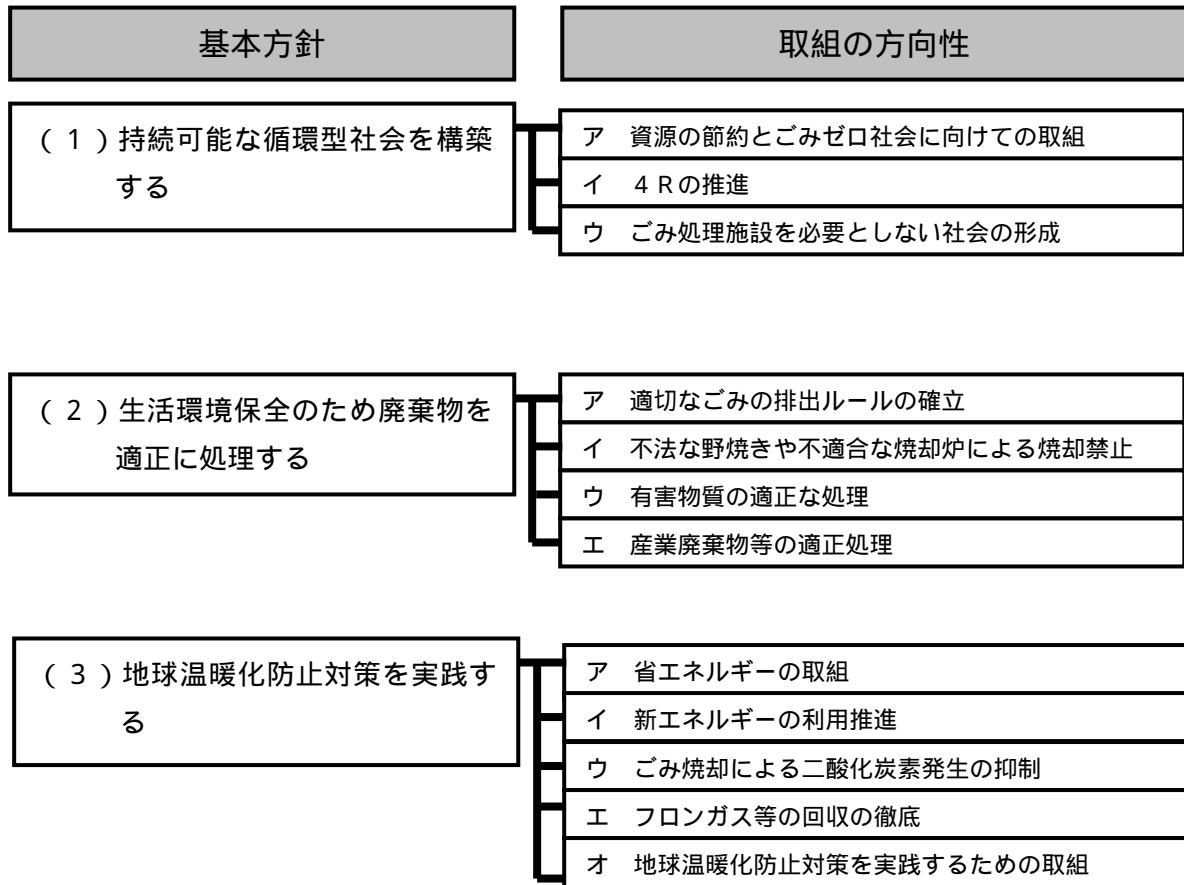 基本方針
取組の方向性
（１）持続可能な循環型社会を構築
する
ア　資源の節約とごみゼロ社会に向けての取組
イ　４Ｒの推進
ウ　ごみ処理施設を必要としない社会の形成
（２）生活環境保全のため廃棄物を
適正に処理する
ア　適切なごみの排出ルールの確立
イ　不法な野焼きや不適合な焼却炉による焼却禁止
ウ　有害物質の適正な処理
エ　産業廃棄物等の適正処理
（３）地球温暖化防止対策を実践す
る
ア　省エネルギーの取組
イ　新エネルギーの利用推進
ウ　ごみ焼却による二酸化炭素発生の抑制
エ　フロンガス等の回収の徹底
オ　地球温暖化防止対策を実践するための取組